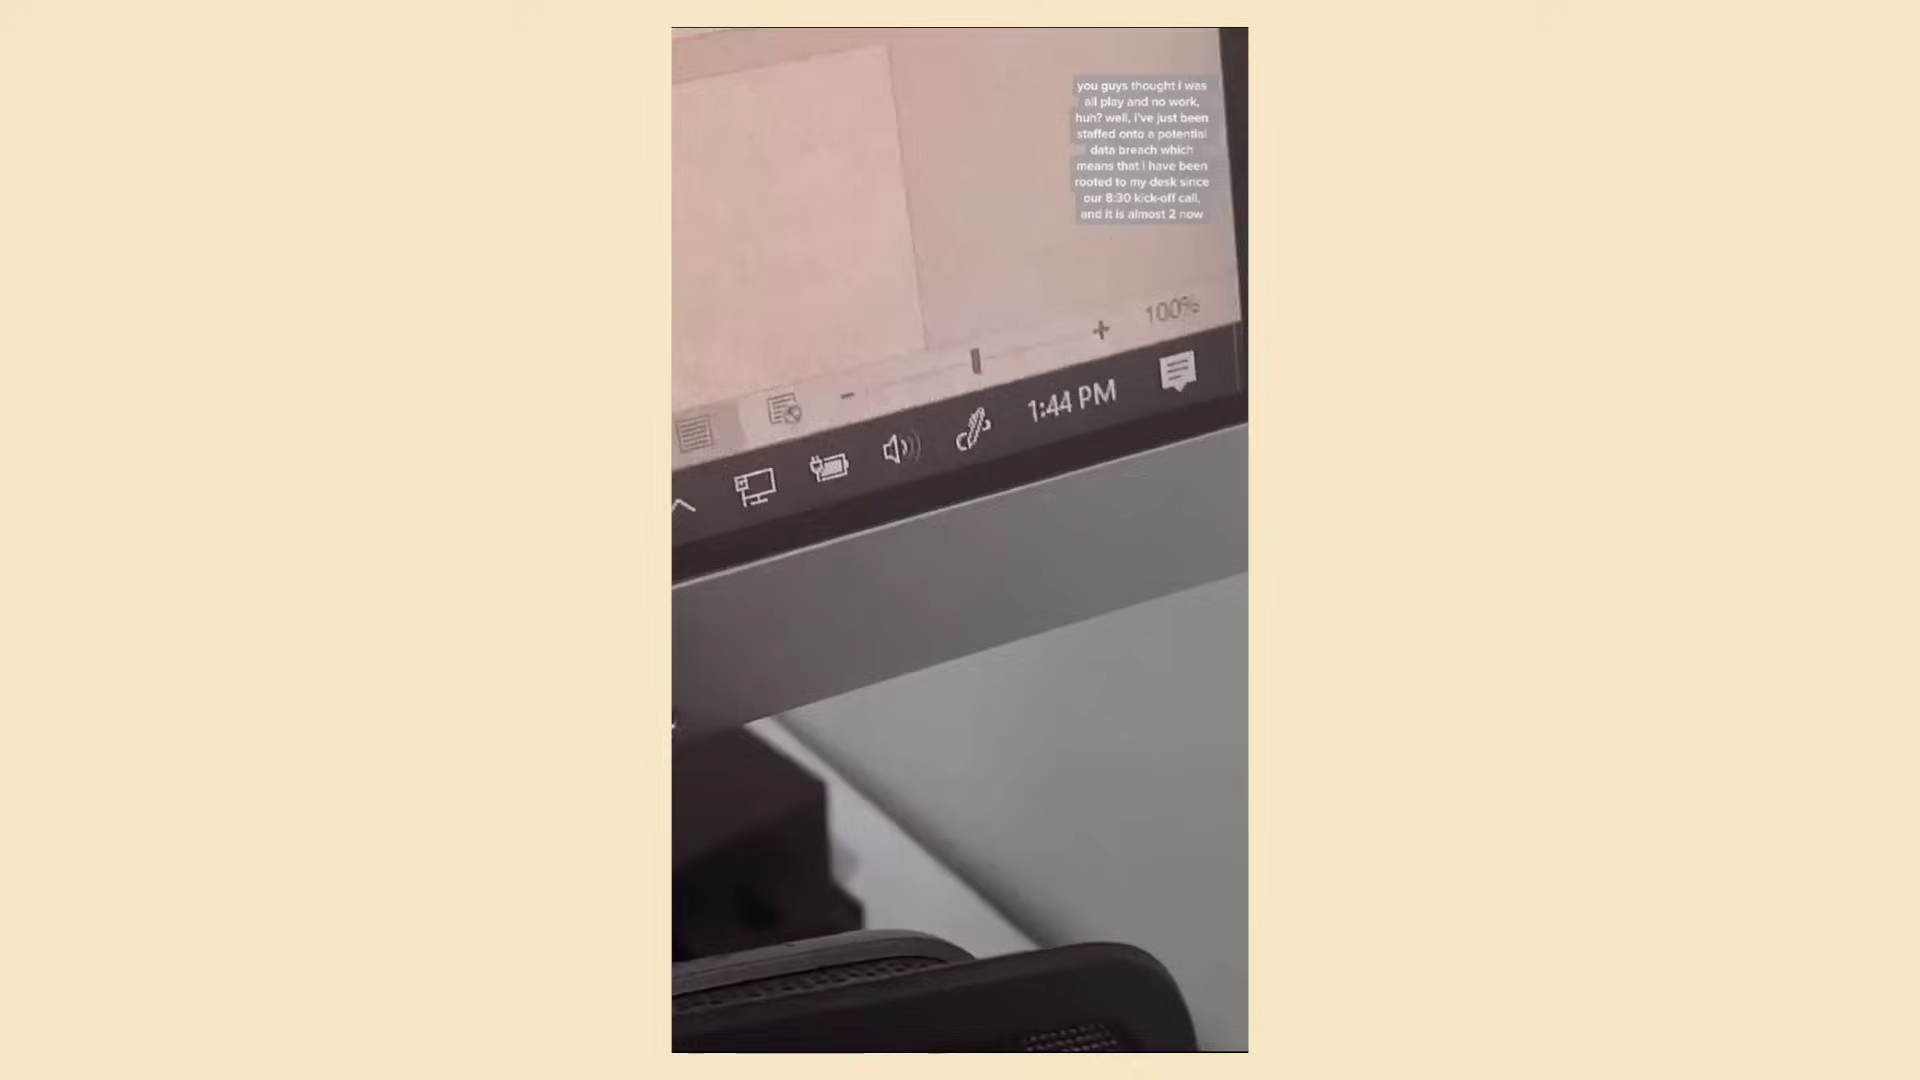 you guys thought i was
all play and no work,
huh? well, i've just been
staffed onto a potential
data breach which
means that i have been
rooted to my desk since
our 8:30 kick-off call,
and it is almost 2 now
100%
1:44 PM